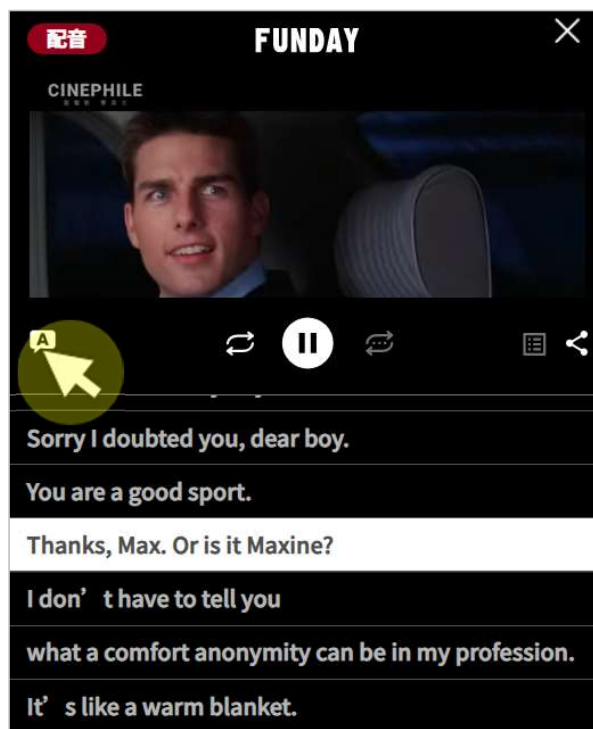 配音
FUNDAY
CINEPHILE
A
Sorry I doubted you, dear boy.
You are a good sport.
Thanks, Max. Or is it Maxine?
I don’ t have to tell you
what a comfort anonymity can be in my profession.
It’ s like a warm blanket.